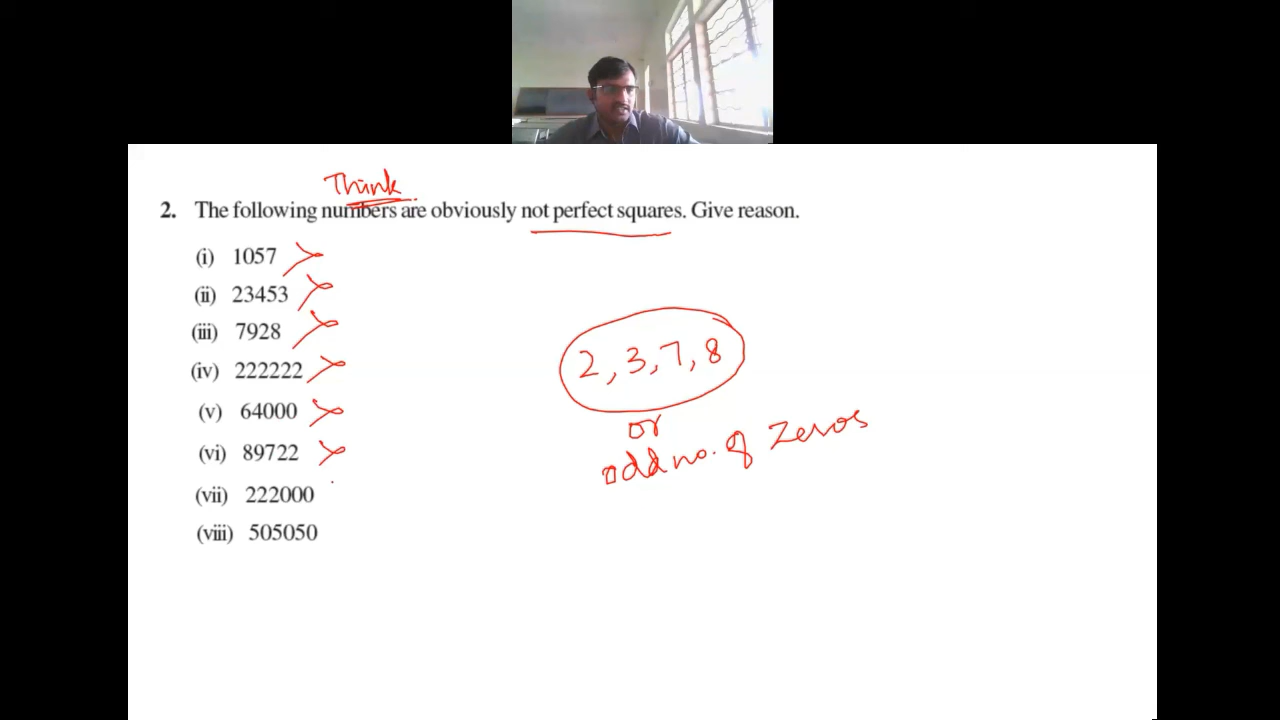 Think
2. The following numbers are obviously not perfect squares. Give reason.
(i) 1057
(ii) 23453
(iii) 7928
(iv) 222222
(v) 64000
(vi) 89722
(vii) 222000
(viii) 505050
2, 3, 7, 8
or
odd no. of zeros